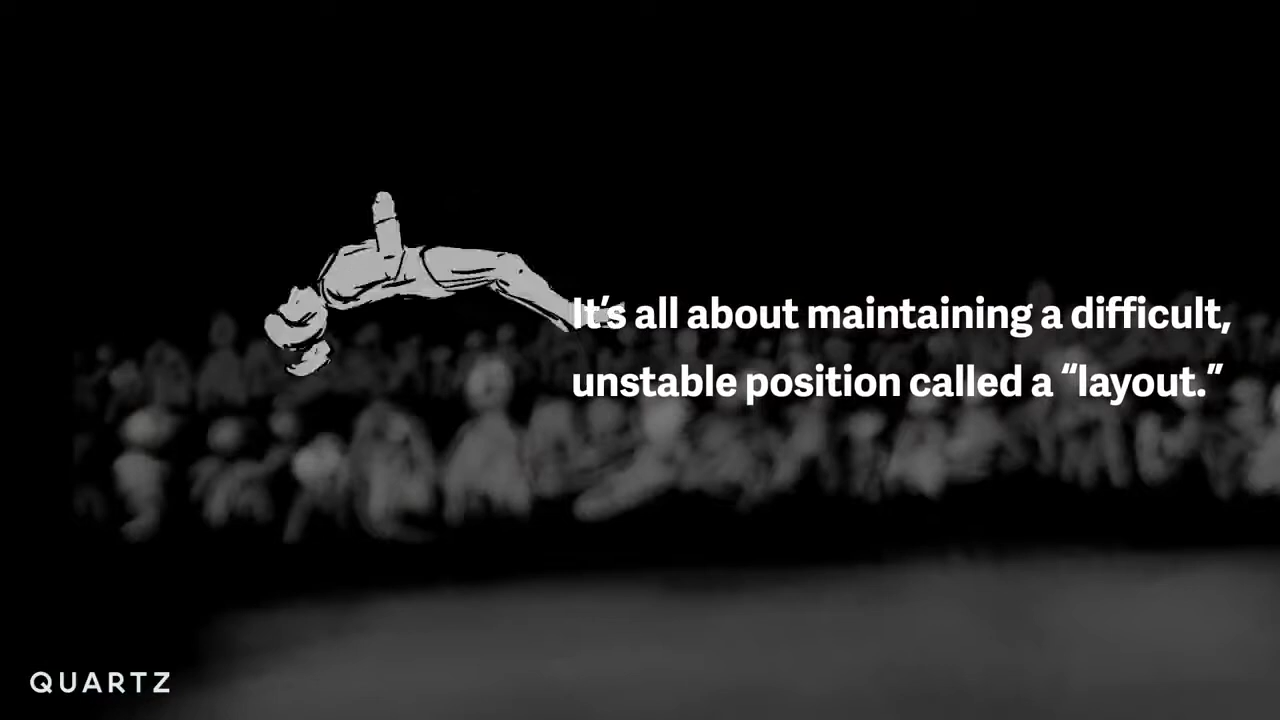 It's all about maintaining a difficult,
unstable position called a “layout.”
QUARTZ